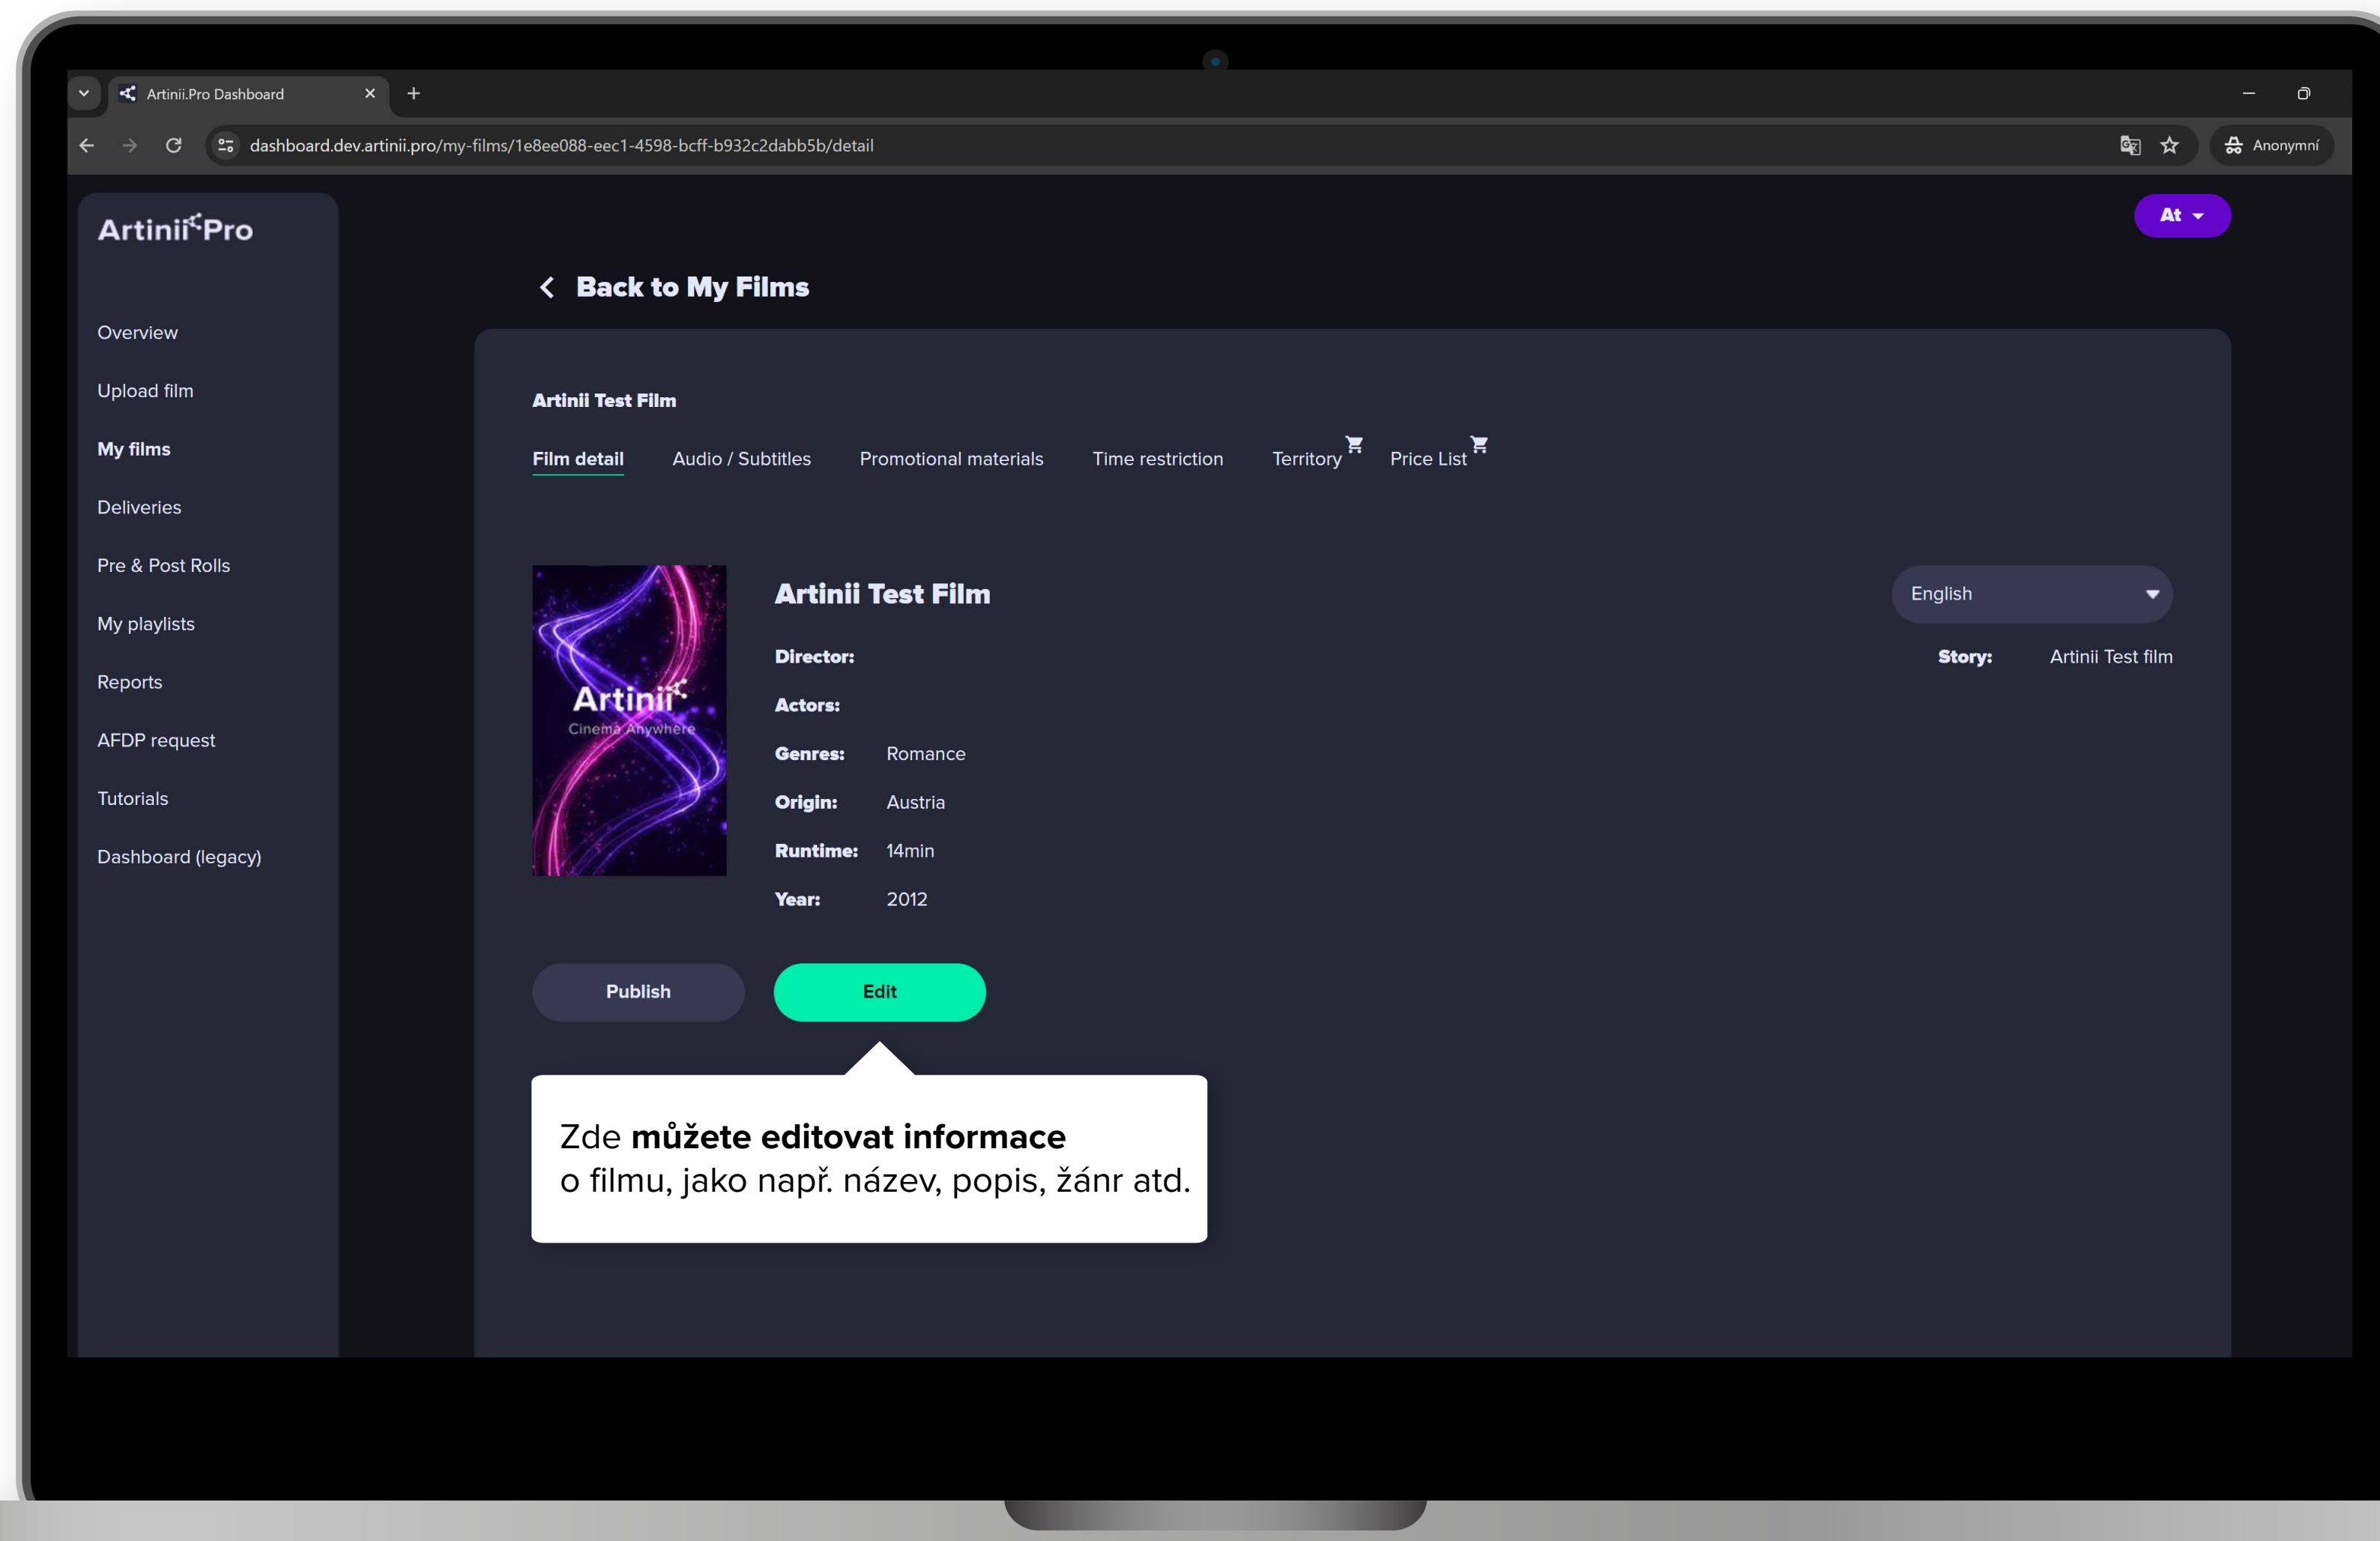 Artinii.Pro Dashboard
dashboard.dev.artinii.pro/my-films/1e8ee088-eec1-4598-bcff-b932c2dabb5b/detail
Anonymní
Artinii Pro
At
Back to My Films
Overview
Upload film
My films
Deliveries
Pre & Post Rolls
My playlists
Reports
AFDP request
Tutorials
Dashboard (legacy)
Artinii Test Film
Film detail Audio / Subtitles Promotional materials Time restriction Territory Price List
Artinii
Cinema Anywhere
Artinii Test Film
Director:
Actors:
Genres: Romance
Origin: Austria
Runtime: 14min
Year: 2012
English
Story: Artinii Test film
Publish Edit
Zde můžete editovat informace
o filmu, jako např. název, popis, žánr atd.